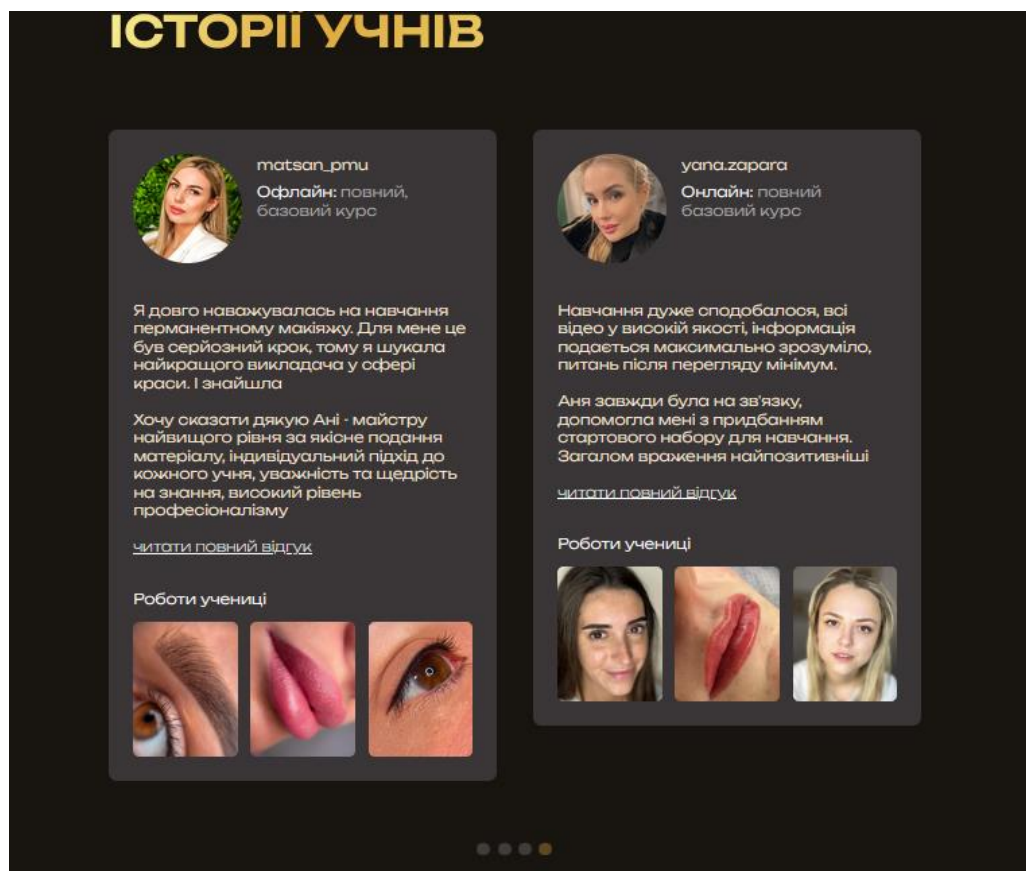 ІСТОРІЇ УЧНІВ
matsan_pmu
Офлайн: повний,
базовий курс
Я довго наважувалась на навчання
перманентному макіяжу. Для мене це
був серйозний крок, тому я шукала
найкращого викладача у сфері
краси. І знайшла
Хочу сказати дякую Ані - майстру
найвищого рівня за якісне подання
матеріалу, індивідуальний підхід до
кожного учня, уважність та щедрість
на знання, високий рівень
професіоналізму
читати повний відгук
Роботи учениці
yana.zapara
Онлайн: повний
базовий курс
Навчання дуже сподобалося, всі
відео у високій якості, інформація
подається максимально зрозуміло,
питань після перегляду мінімум.
Аня завжди була на зв'язку,
допомогла мені з придбанням
стартового набору для навчання.
Загалом враження найпозитивніші
читати повний відгук
Роботи учениці